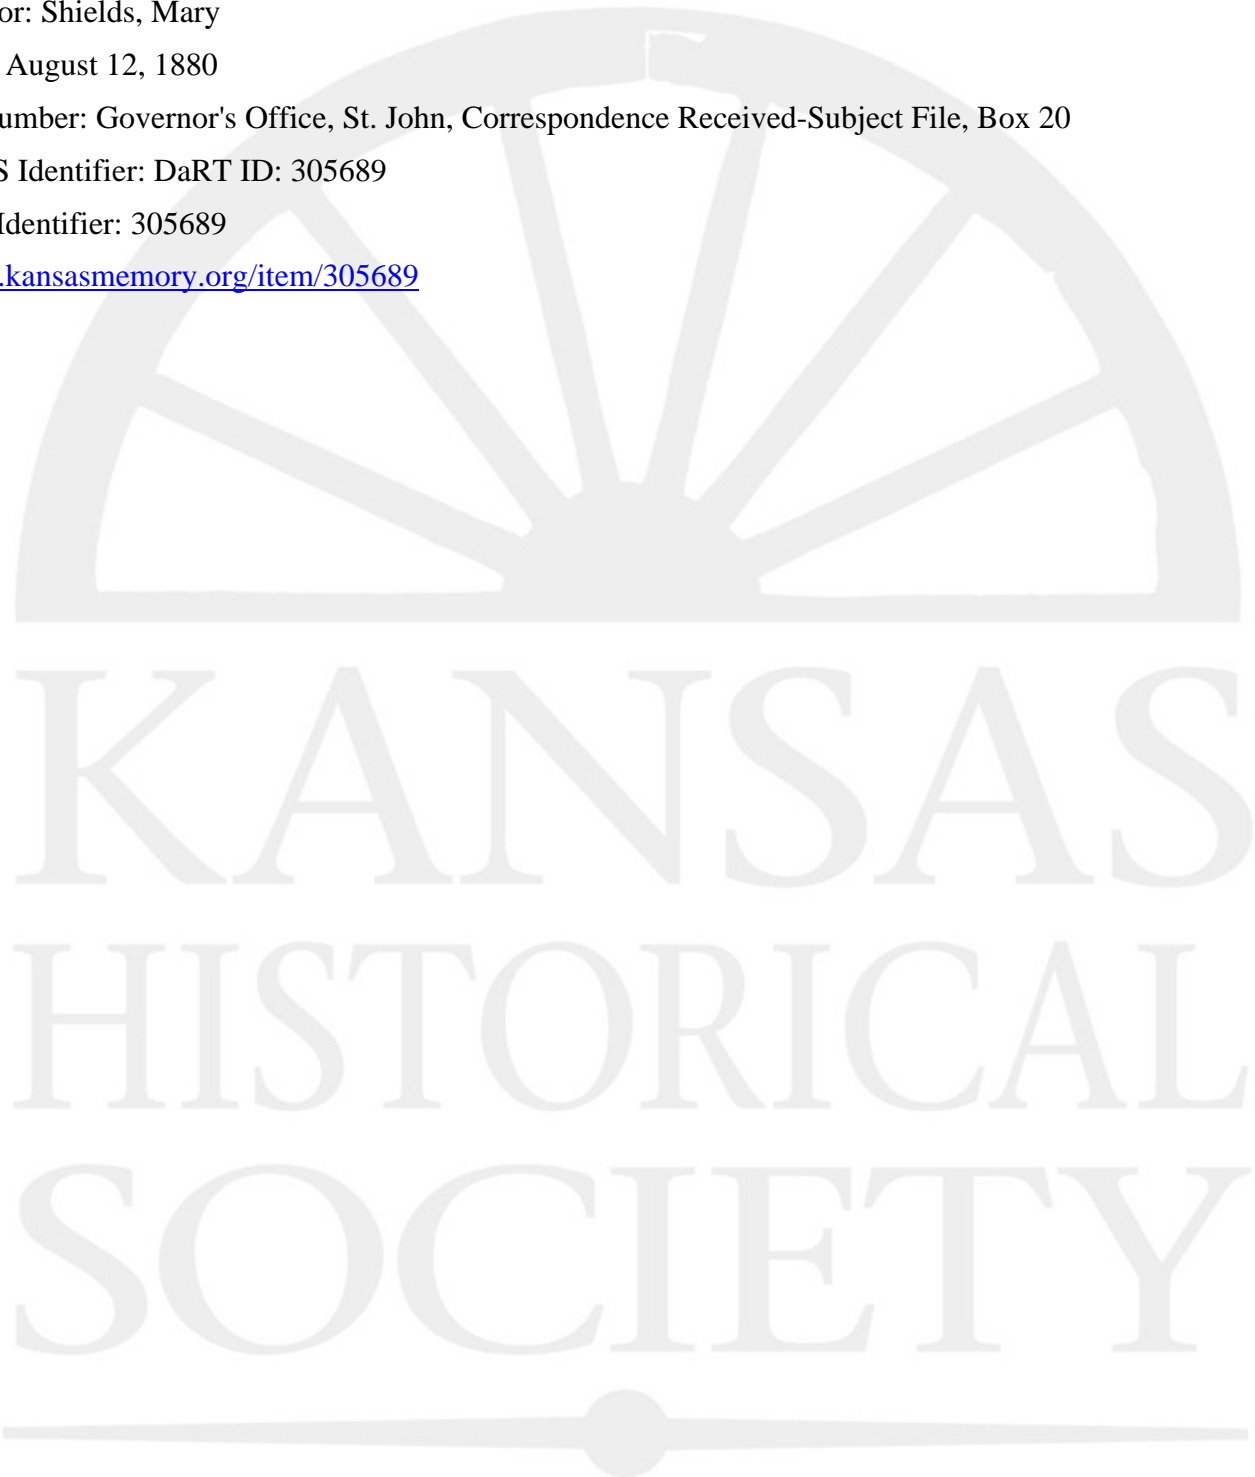 or: Shields, Mary
August 12, 1880
umber: Governor's Office, St. John, Correspondence Received-Subject File, Box 20
S Identifier: DaRT ID: 305689
Identifier: 305689
.kansasmemory.org/item/305689
KANSAS
HISTORICAL
SOCIETY